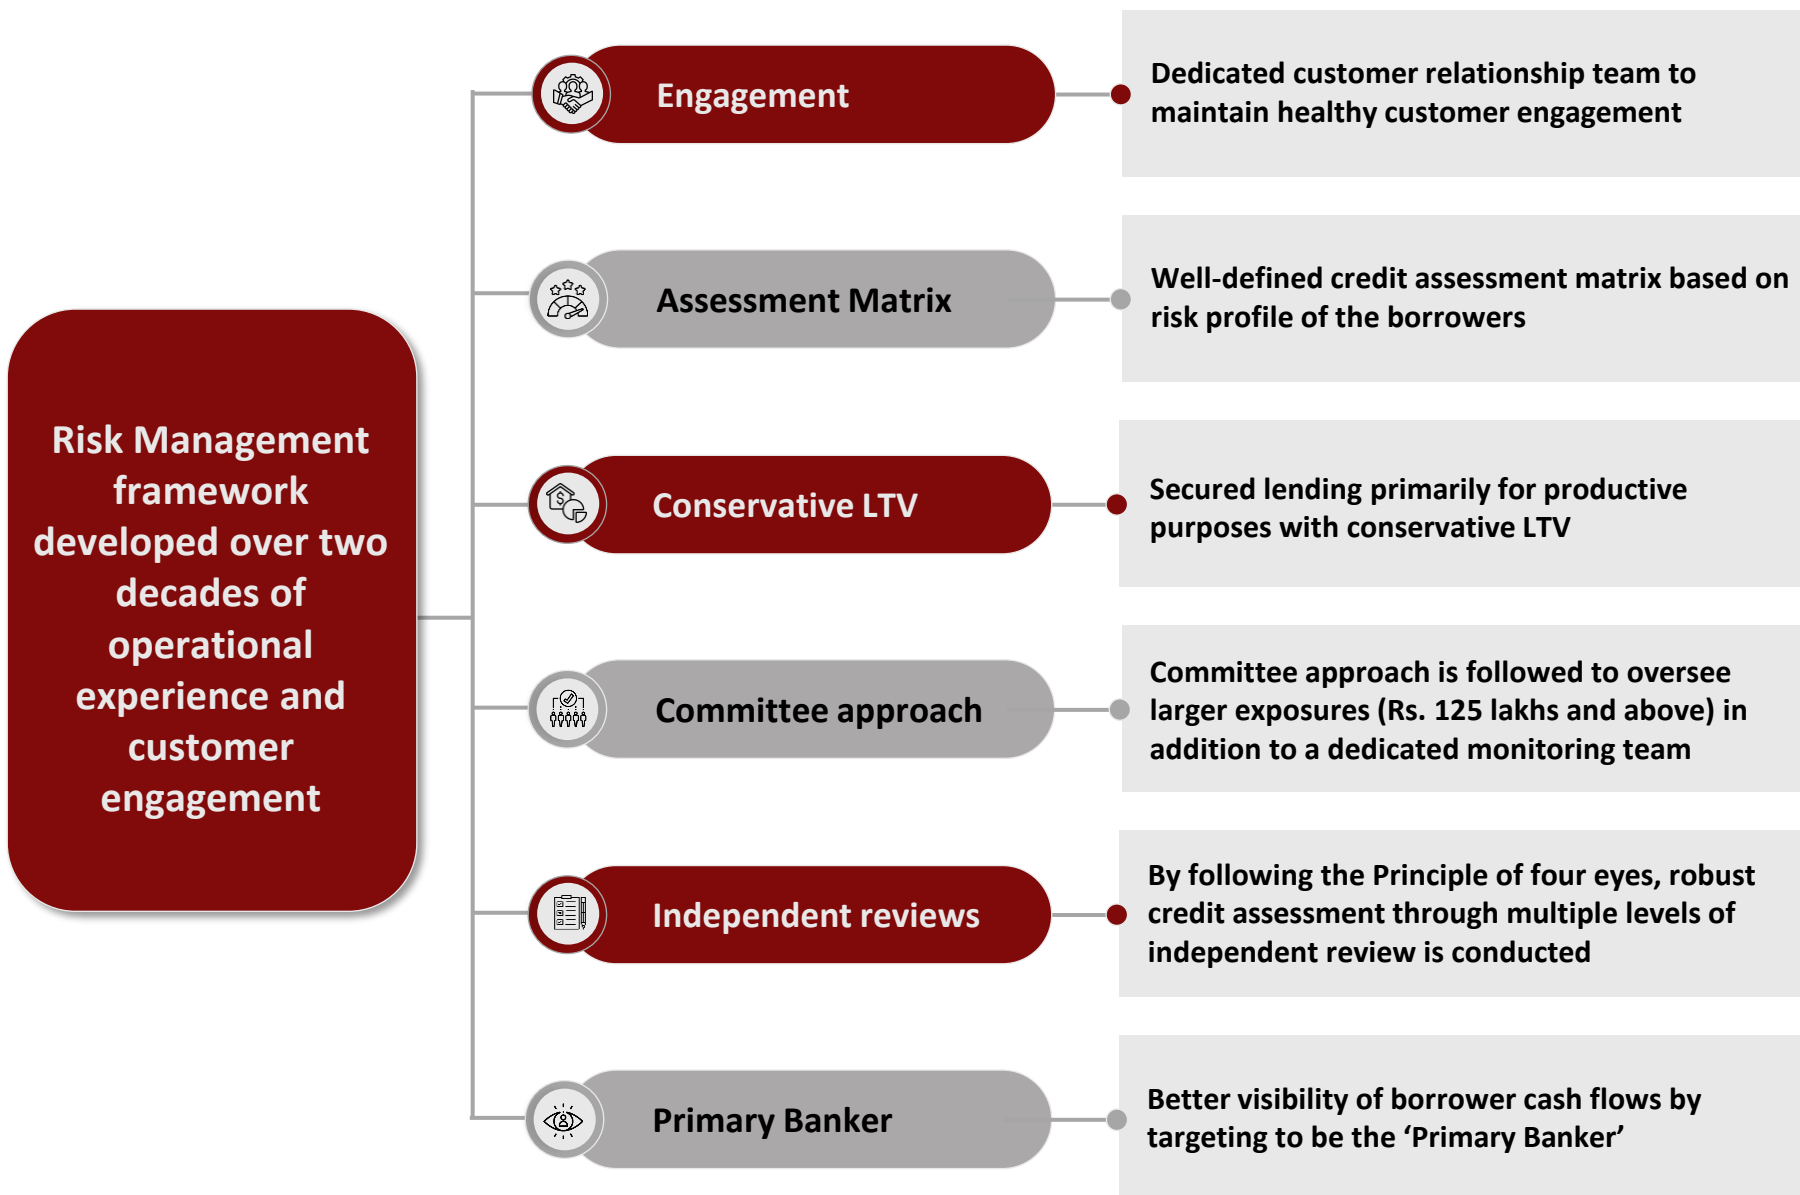 Risk Management
framework
developed over two
decades of
operational
experience and
customer
engagement
Engagement
Dedicated customer relationship team to
maintain healthy customer engagement
Assessment Matrix
Well-defined credit assessment matrix based on
risk profile of the borrowers
Conservative LTV
Secured lending primarily for productive
purposes with conservative LTV
Committee approach
Committee approach is followed to oversee
larger exposures (Rs. 125 lakhs and above) in
addition to a dedicated monitoring team
Independent reviews
By following the Principle of four eyes, robust
credit assessment through multiple levels of
independent review is conducted
Primary Banker
Better visibility of borrower cash flows by
targeting to be the ‘Primary Banker’